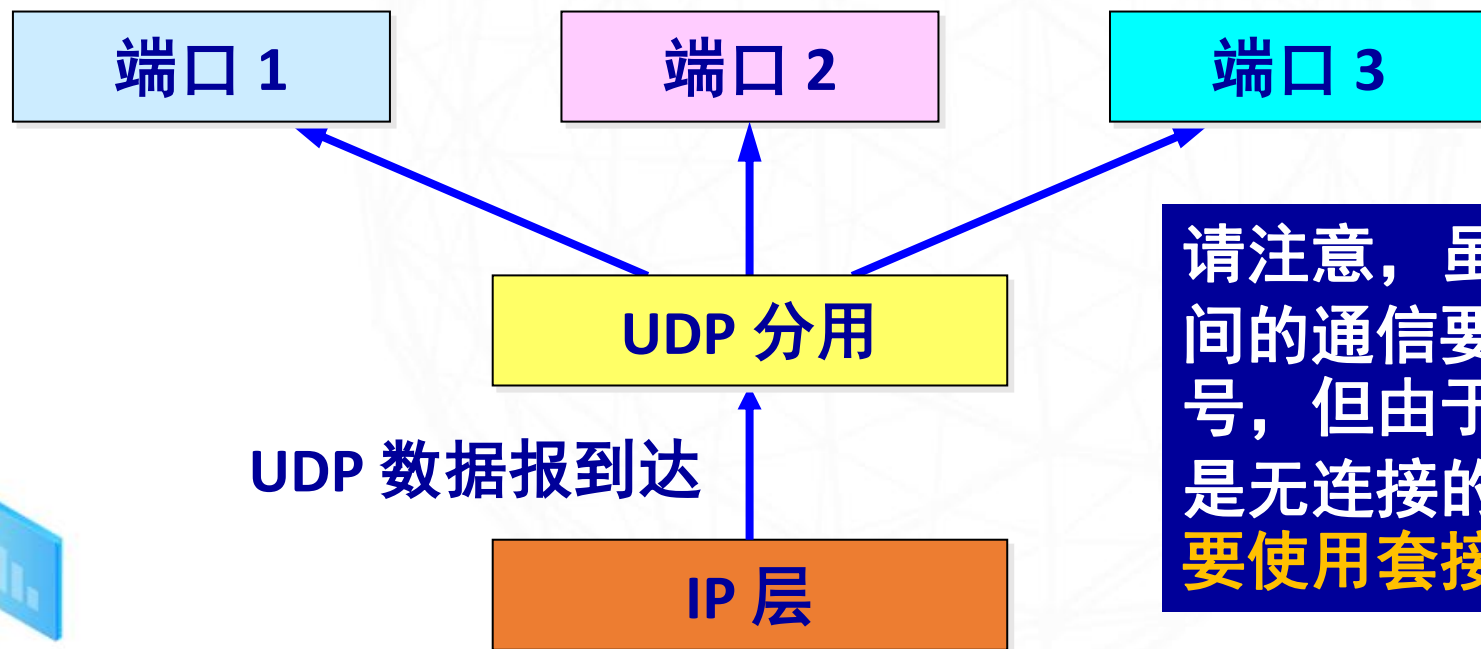 端口 1
端口 2
端口 3
UDP 分用
UDP 数据报到达
IP 层
请注意，
间的通信要
号，但由于
是无连接的
要使用套接